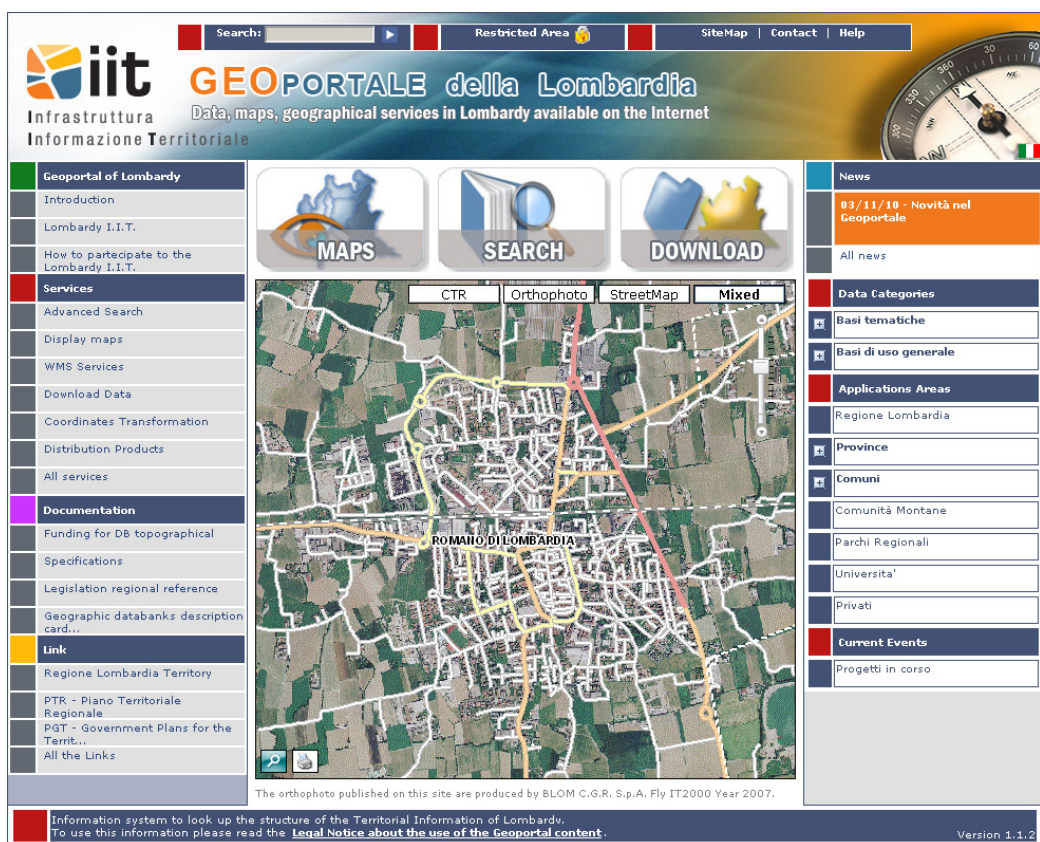 Search:
Restricted Area
SiteMap | Contact | Help
iit
Infrastruttura
Informazione Territoriale
GEOPORTALE della Lombardia
Data, maps, geographical services in Lombardy available on the Internet
360
30
60
NE
330
300
NW
Geoportal of Lombardy
Introduction
Lombardy I.I.T.
How to partecipate to the
Lombardy I.I.T.
Services
Advanced Search
Display maps
WMS Services
Download Data
Coordinates Transformation
Distribution Products
All services
Documentation
Funding for DB topographical
Specifications
Legislation regional reference
Geographic databanks description
card...
Link
Regione Lombardia Territory
PTR - Piano Territoriale
Regionale
PGT - Government Plans for the
Territ...
All the Links
MAPS
SEARCH
DOWNLOAD
CTR
Orthophoto
StreetMap
Mixed
ROMANO DI LOMBARDIA
The orthophoto published on this site are produced by BLOM C.G.R. S.p.A. Fly IT2000 Year 2007.
News
03/11/10 - Novità nel
Geoportale
All news
Data Categories
Basi tematiche
Basi di uso generale
Applications Areas
Regione Lombardia
Province
Comuni
Comunità Montane
Parchi Regionali
Universita'
Privati
Current Events
Progetti in corso
Information system to look up the structure of the Territorial Information of Lombardy.
To use this information please read the Legal Notice about the use of the Geoportal content.
Version 1.1.2